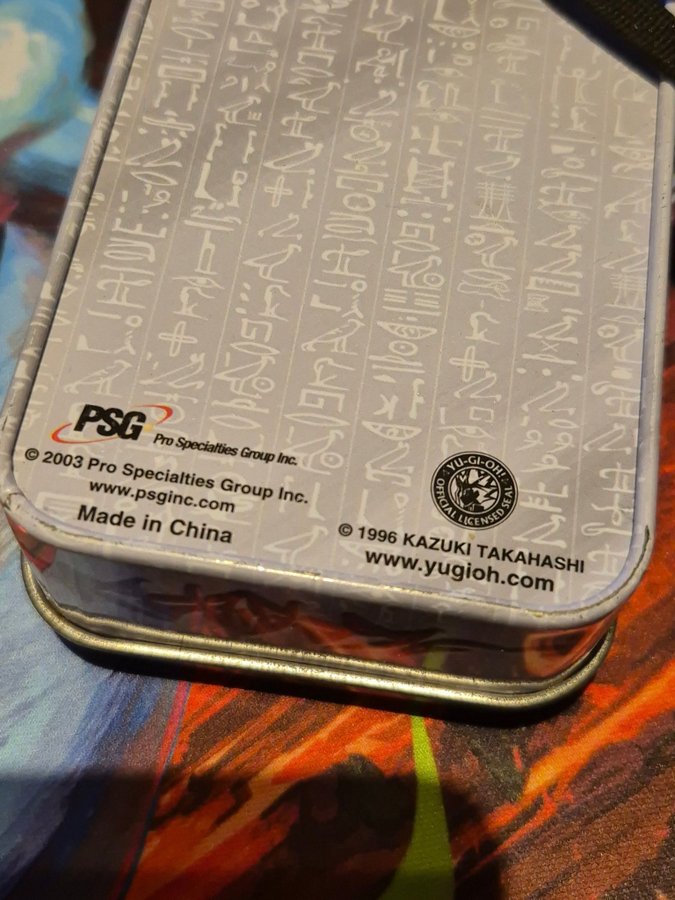 PSG
Pro Specialties Group Inc.
© 2003 Pro Specialties Group Inc.
www.psginc.com
Made in China
YU-GI-OH!
OFFICIAL LICENSED SEAL
© 1996 KAZUKI TAKAHASHI
www.yugioh.com